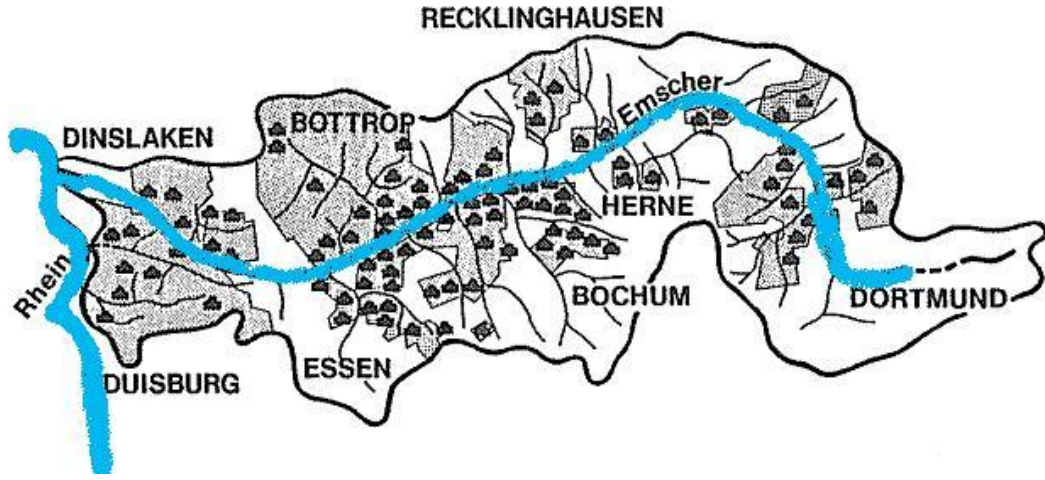 RECKLINGHAUSEN
Emscher
DINSLAKEN
BOTTROP
HERNE
Rhein
BOCHUM
DORTMUND
ESSEN
DUISBURG